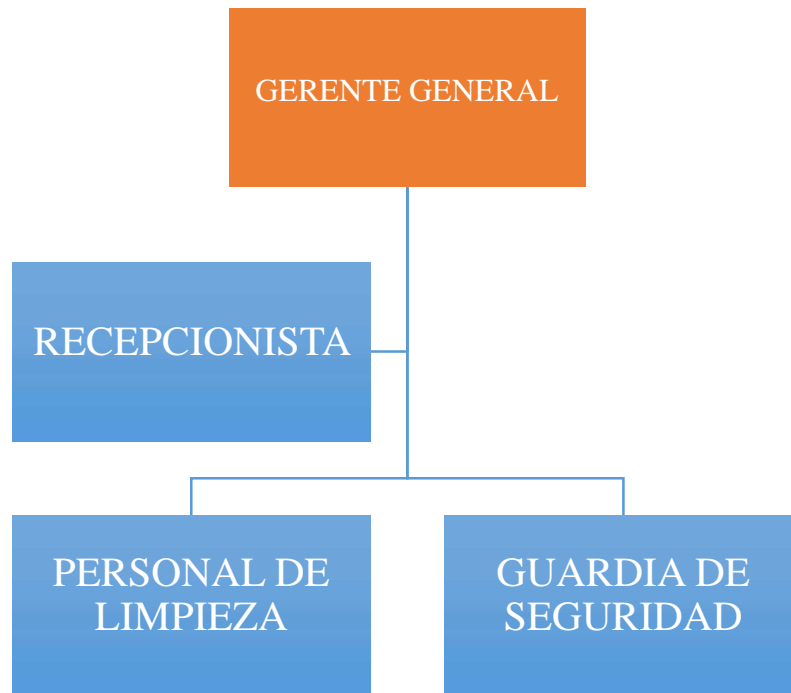 GERENTE GENERAL
RECEPCIONISTA
PERSONAL DE
LIMPIEZA
GUARDIA DE
SEGURIDAD